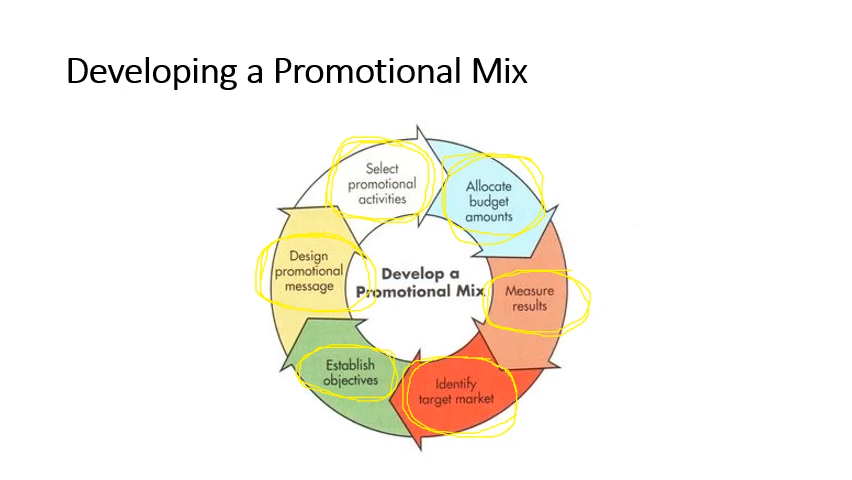 Developing a Promotional Mix
Select
promotional
activities
Allocate
budget
amounts
Design
promotional
message
Develop a
Promotional Mix
Measure
results
Establish
objectives
Identify
target market